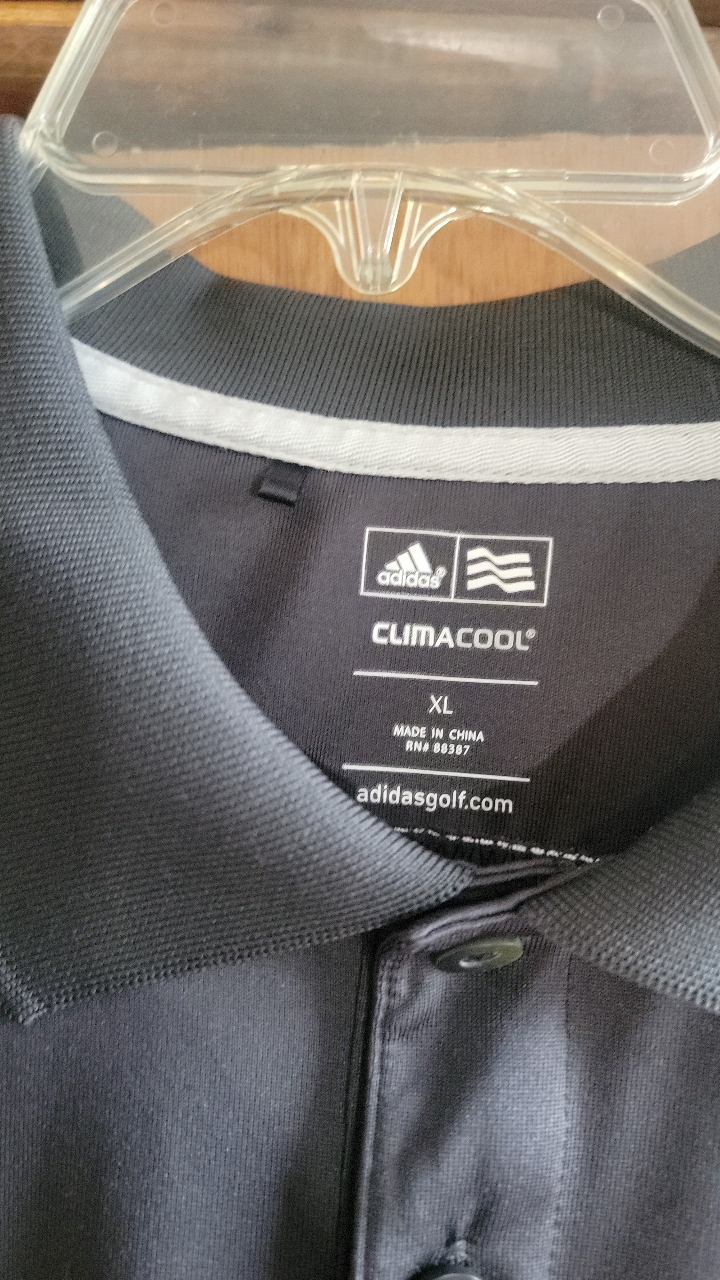 adidas®
CLIMACOOL®
XL
MADE IN CHINA
RN# 88387
adidasgolf.com